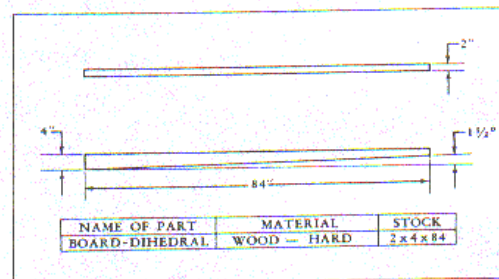 2"
4"
1 1/2"
84"
NAME OF PART MATERIAL STOCK
BOARD-DIHEDRAL WOOD — HARD 2 x 4 x 84